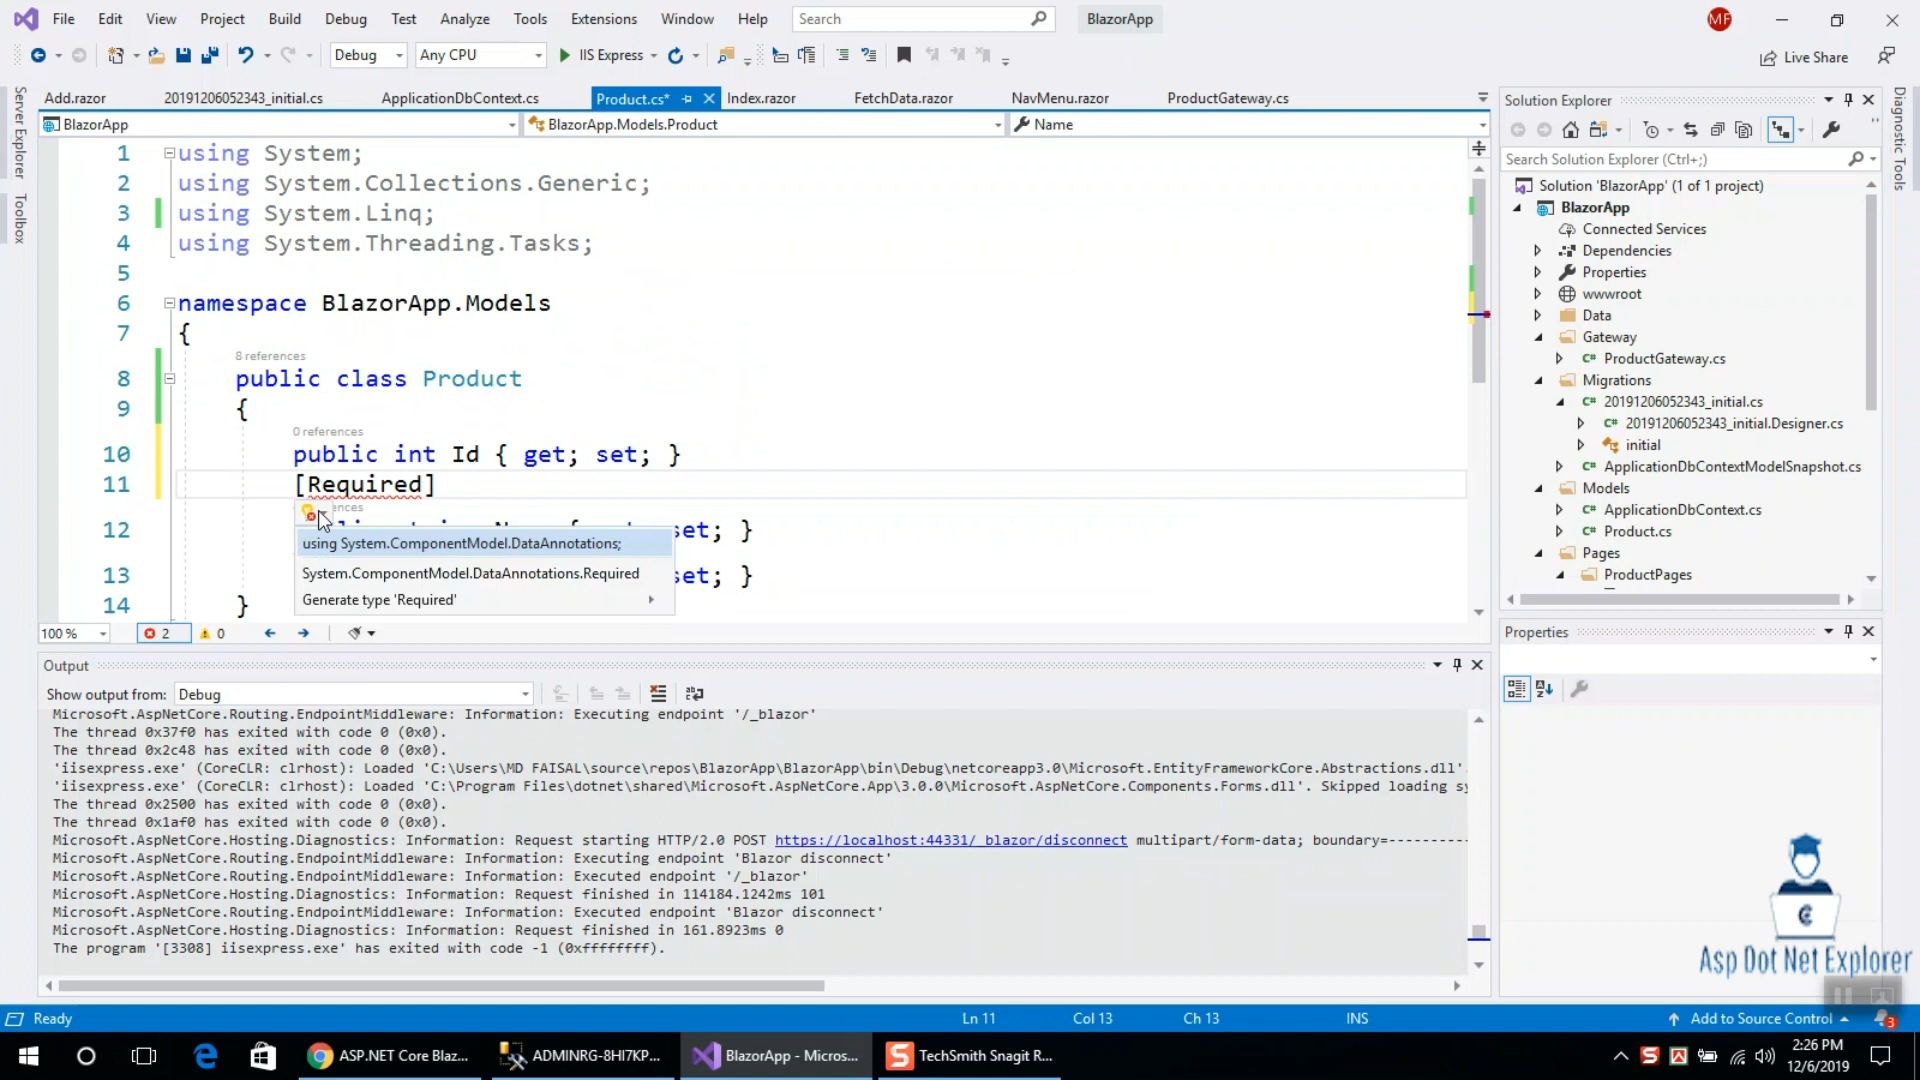 File Edit View Project Build Debug Test Analyze Tools Extensions Window Help Search BlazorApp MF
Debug Any CPU IIS Express Live Share
Server Explorer
Toolbox
Diagnostic Tools
Add.razor 20191206052343_initial.cs ApplicationDbContext.cs Product.cs* Index.razor FetchData.razor NavMenu.razor ProductGateway.cs
BlazorApp BlazorApp.Models.Product Name
1 using System;
2 using System.Collections.Generic;
3 using System.Linq;
4 using System.Threading.Tasks;
5
6 namespace BlazorApp.Models
7 {
8 references
8 public class Product
9 {
0 references
10 public int Id { get; set; }
11 [Required]
12 set; }
using System.ComponentModel.DataAnnotations;
System.ComponentModel.DataAnnotations.Required
13 set; }
Generate type 'Required'
14 }
100 % 2 0
Output
Show output from: Debug
Microsoft.AspNetCore.Routing.EndpointMiddleware: Information: Executing endpoint '/_blazor'
The thread 0x37f0 has exited with code 0 (0x0).
The thread 0x2c48 has exited with code 0 (0x0).
'iisexpress.exe' (CoreCLR: clrhost): Loaded 'C:\Users\MD FAISAL\source\repos\BlazorApp\BlazorApp\bin\Debug\netcoreapp3.0\Microsoft.EntityFrameworkCore.Abstractions.dll'.
'iisexpress.exe' (CoreCLR: clrhost): Loaded 'C:\Program Files\dotnet\shared\Microsoft.AspNetCore.App\3.0.0\Microsoft.AspNetCore.Components.Forms.dll'. Skipped loading sy
The thread 0x2500 has exited with code 0 (0x0).
The thread 0x1af0 has exited with code 0 (0x0).
Microsoft.AspNetCore.Hosting.Diagnostics: Information: Request starting HTTP/2.0 POST https://localhost:44331/_blazor/disconnect multipart/form-data; boundary=----------
Microsoft.AspNetCore.Routing.EndpointMiddleware: Information: Executing endpoint 'Blazor disconnect'
Microsoft.AspNetCore.Routing.EndpointMiddleware: Information: Executed endpoint '/_blazor'
Microsoft.AspNetCore.Hosting.Diagnostics: Information: Request finished in 114184.1242ms 101
Microsoft.AspNetCore.Routing.EndpointMiddleware: Information: Executed endpoint 'Blazor disconnect'
Microsoft.AspNetCore.Hosting.Diagnostics: Information: Request finished in 161.8923ms 0
The program '[3308] iisexpress.exe' has exited with code -1 (0xffffffff).
Solution Explorer
Search Solution Explorer (Ctrl+;)
Solution 'BlazorApp' (1 of 1 project)
BlazorApp
Connected Services
Dependencies
Properties
wwwroot
Data
Gateway
C# ProductGateway.cs
Migrations
C# 20191206052343_initial.cs
C# 20191206052343_initial.Designer.cs
initial
C# ApplicationDbContextModelSnapshot.cs
Models
C# ApplicationDbContext.cs
C# Product.cs
Pages
ProductPages
Properties
Asp Dot Net Explorer
Ready Ln 11 Col 13 Ch 13 INS Add to Source Control 3
ASP.NET Core Blaz... ADMINRG-8HI7KP... BlazorApp - Micros... TechSmith Snagit R... 2:26 PM
12/6/2019